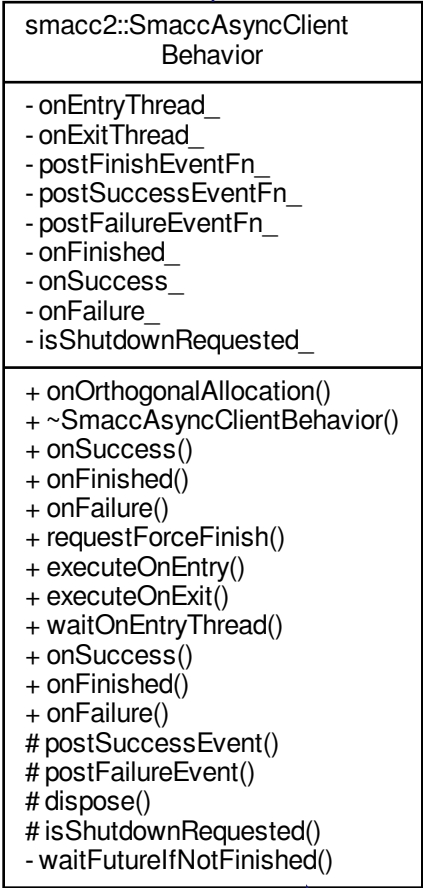 smacc2::SmaccAsyncClient
Behavior
- onEntryThread_
- onExitThread_
- postFinishEventFn_
- postSuccessEventFn_
- postFailureEventFn_
- onFinished_
- onSuccess_
- onFailure_
- isShutdownRequested_
+ onOrthogonalAllocation()
+ ~SmaccAsyncClientBehavior()
+ onSuccess()
+ onFinished()
+ onFailure()
+ requestForceFinish()
+ executeOnEntry()
+ executeOnExit()
+ waitOnEntryThread()
+ onSuccess()
+ onFinished()
+ onFailure()
# postSuccessEvent()
# postFailureEvent()
# dispose()
# isShutdownRequested()
- waitFutureIfNotFinished()